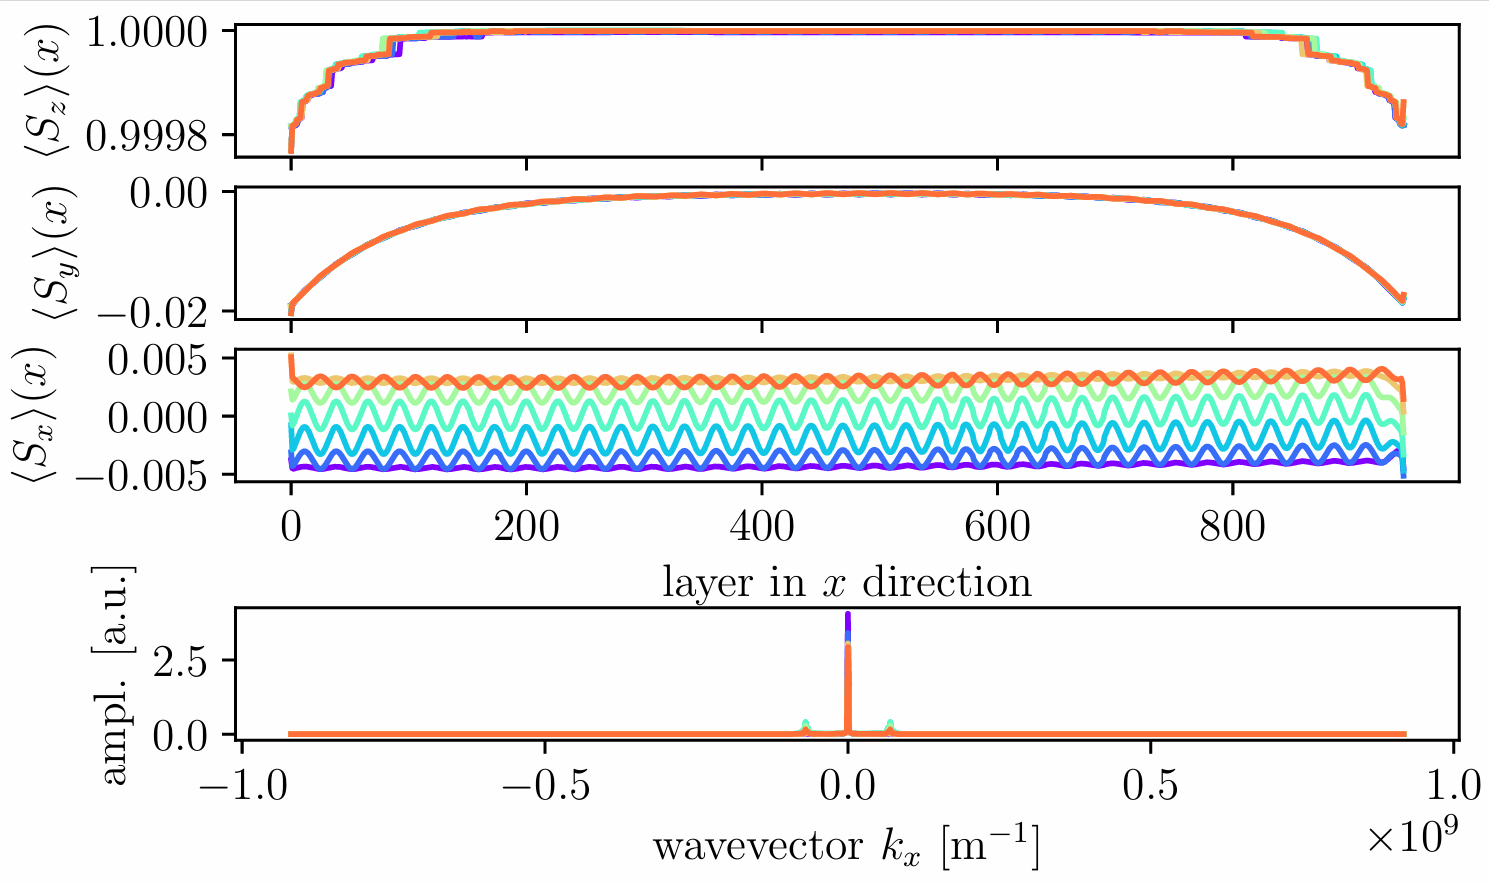 ⟨S_z⟩(x)
1.0000
0.9998
⟨S_y⟩(x)
0.00
−0.02
⟨S_x⟩(x)
0.005
0.000
−0.005
0 200 400 600 800
layer in x direction
ampl. [a.u.]
2.5
0.0
−1.0 −0.5 0.0 0.5 1.0
×10⁹
wavevector k_x [m⁻¹]